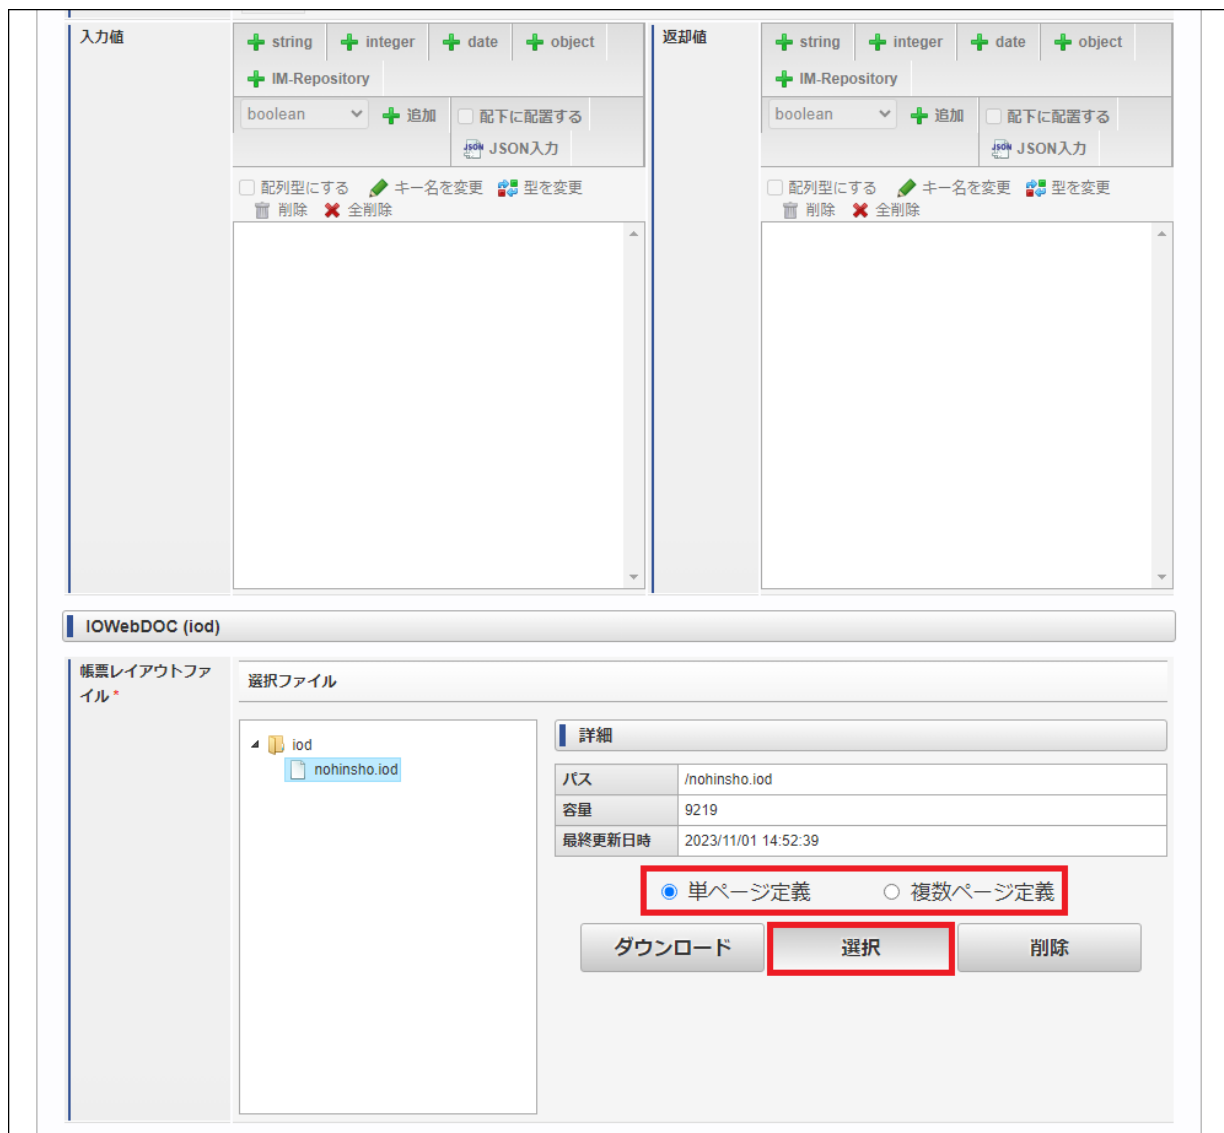 入力値
string integer date object
IM-Repository
boolean 追加 配下に配置する
JSON入力
配列型にする キー名を変更 型を変更
削除 全削除
返却値
string integer date object
IM-Repository
boolean 追加 配下に配置する
JSON入力
配列型にする キー名を変更 型を変更
削除 全削除
IOWebDOC (iod)
帳票レイアウトファ
イル *
選択ファイル
iod
nohinsho.iod
詳細
パス /nohinsho.iod
容量 9219
最終更新日時 2023/11/01 14:52:39
単ページ定義 複数ページ定義
ダウンロード 選択 削除